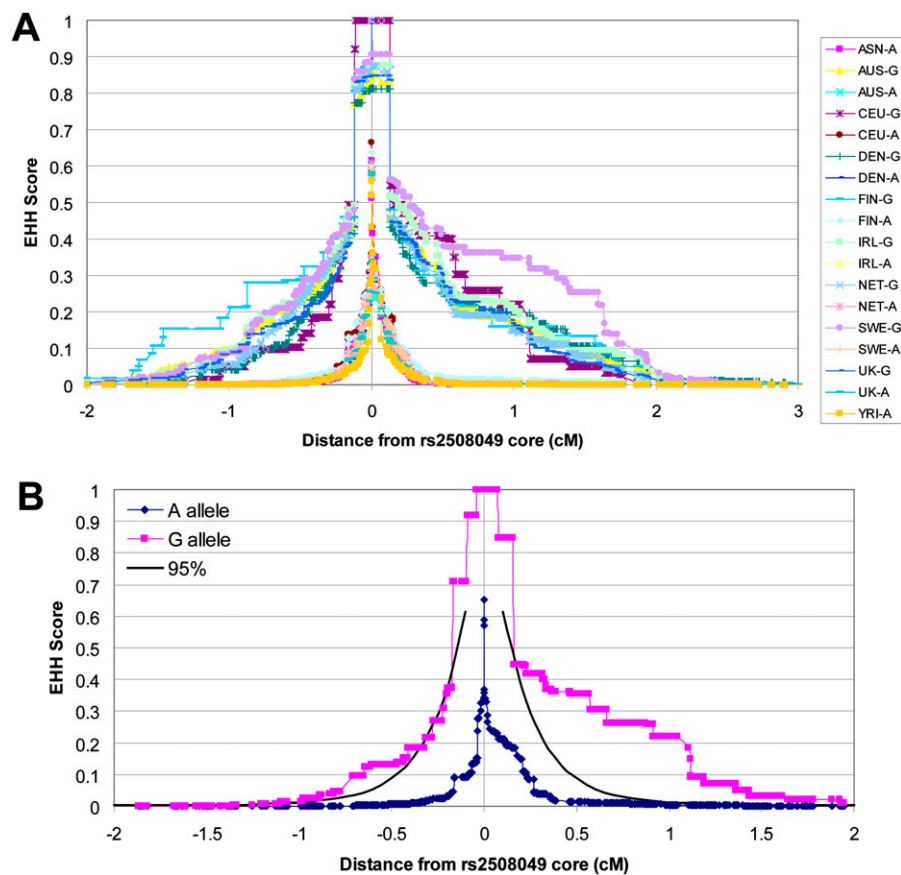 A
EHH Score
1
0.9
0.8
0.7
0.6
0.5
0.4
0.3
0.2
0.1
0
-2 -1 0 1 2 3
Distance from rs2508049 core (cM)
ASN-A
AUS-G
AUS-A
CEU-G
CEU-A
DEN-G
DEN-A
FIN-G
FIN-A
IRL-G
IRL-A
NET-G
NET-A
SWE-G
SWE-A
UK-G
UK-A
YRI-A
B
EHH Score
1
0.9
0.8
0.7
0.6
0.5
0.4
0.3
0.2
0.1
0
A allele
G allele
95%
-2 -1.5 -1 -0.5 0 0.5 1 1.5 2
Distance from rs2508049 core (cM)